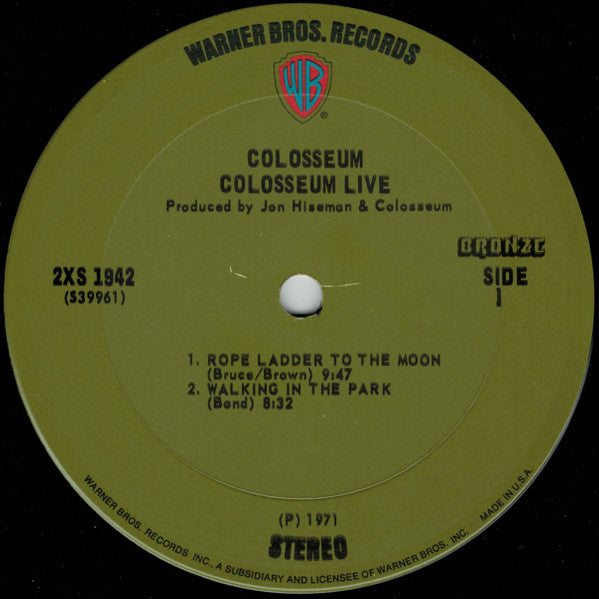 WARNER BROS. RECORDS
WB
®
COLOSSEUM
COLOSSEUM LIVE
Produced by Jon Hiseman & Colosseum
BRONZE
2XS 1942
(S39961)
SIDE
1
1. ROPE LADDER TO THE MOON
(Bruce/Brown) 9:47
2. WALKING IN THE PARK
(Bond) 8:32
(P) 1971
STEREO
WARNER BROS. RECORDS INC., A SUBSIDIARY AND LICENSEE OF WARNER BROS. INC. MADE IN U.S.A.